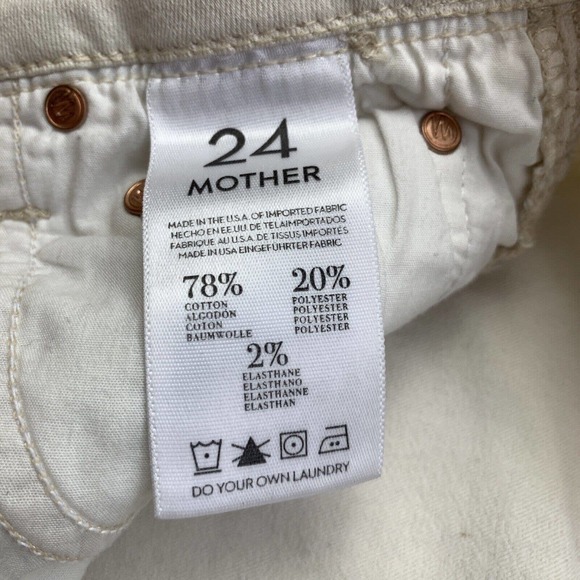 24
MOTHER
MADE IN THE U.S.A. OF IMPORTED FABRIC
HECHO EN EE.UU. DE TELAIMPORTADOS
FABRIQUE AU U.S.A. DE TISSUS IMPORTÉS
MADE IN USA EINGEFÜHRTER FABRIC
78% 20%
COTTON POLYESTER
ALGODÓN POLYESTER
COTON POLYESTER
BAUMWOLLE POLYESTER
2%
ELASTHANE
ELASTHANO
ELASTHANNE
ELASTHAN
DO YOUR OWN LAUNDRY